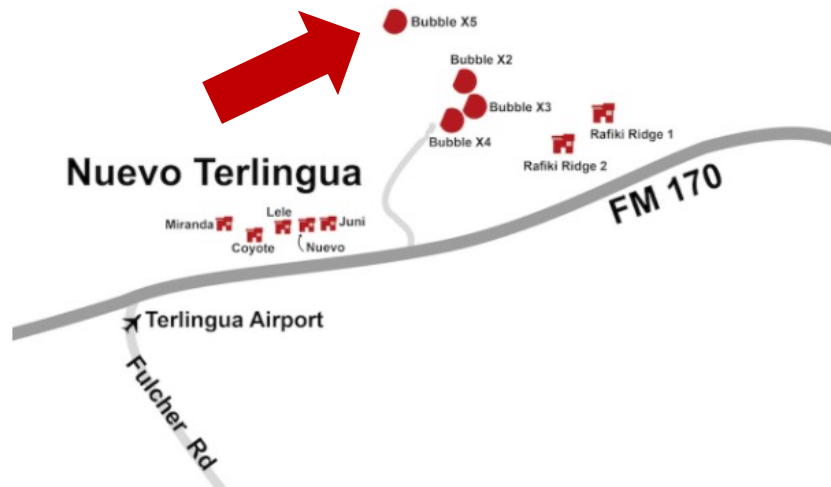 Bubble X5
Bubble X2
Bubble X3
Bubble X4
Rafiki Ridge 1
Rafiki Ridge 2
Nuevo Terlingua
FM 170
Miranda
Lele
Juni
Coyote
Nuevo
Terlingua Airport
Fulcher Rd